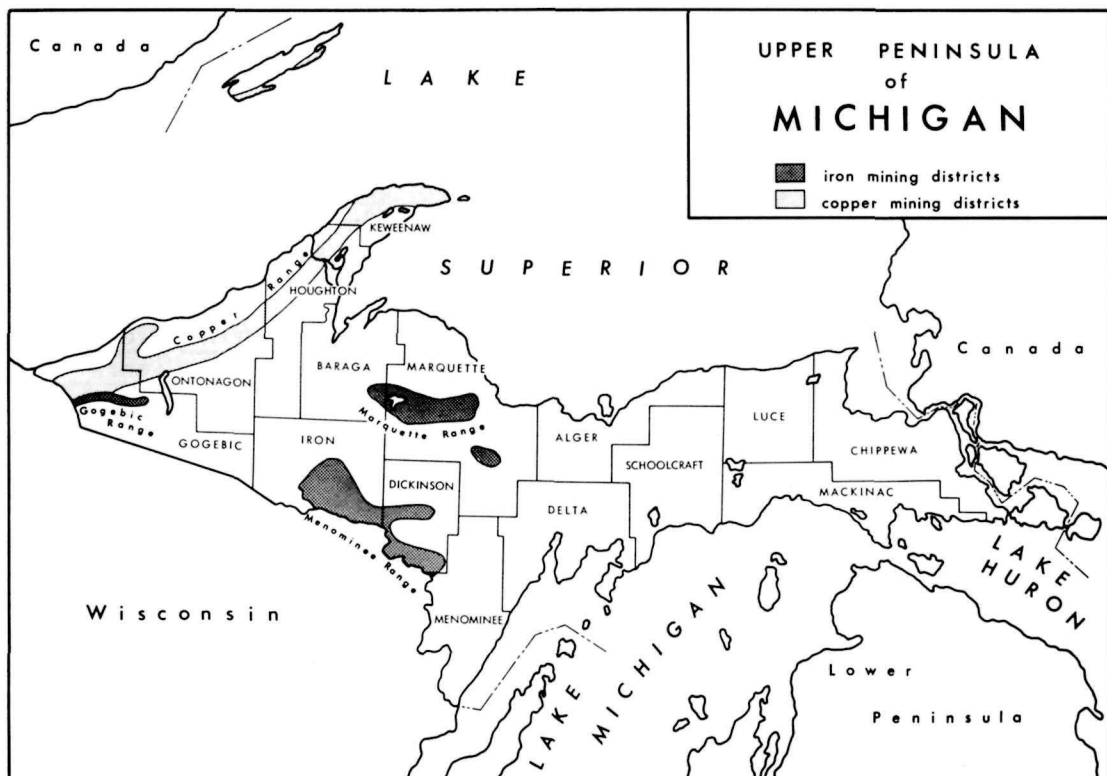 UPPER PENINSULA
of
MICHIGAN
iron mining districts
copper mining districts
Canada
LAKE
SUPERIOR
KEWEENAW
HOUGHTON
Copper Range
ONTONAGON
BARAGA
MARQUETTE
Canada
Gogebic
Range
GOGEBIC
IRON
Marquette Range
ALGER
LUCE
CHIPPEWA
SCHOOLCRAFT
DICKINSON
MACKINAC
DELTA
Menominee Range
LAKE
HURON
Wisconsin
MENOMINEE
LAKE
MICHIGAN
Lower
Peninsula